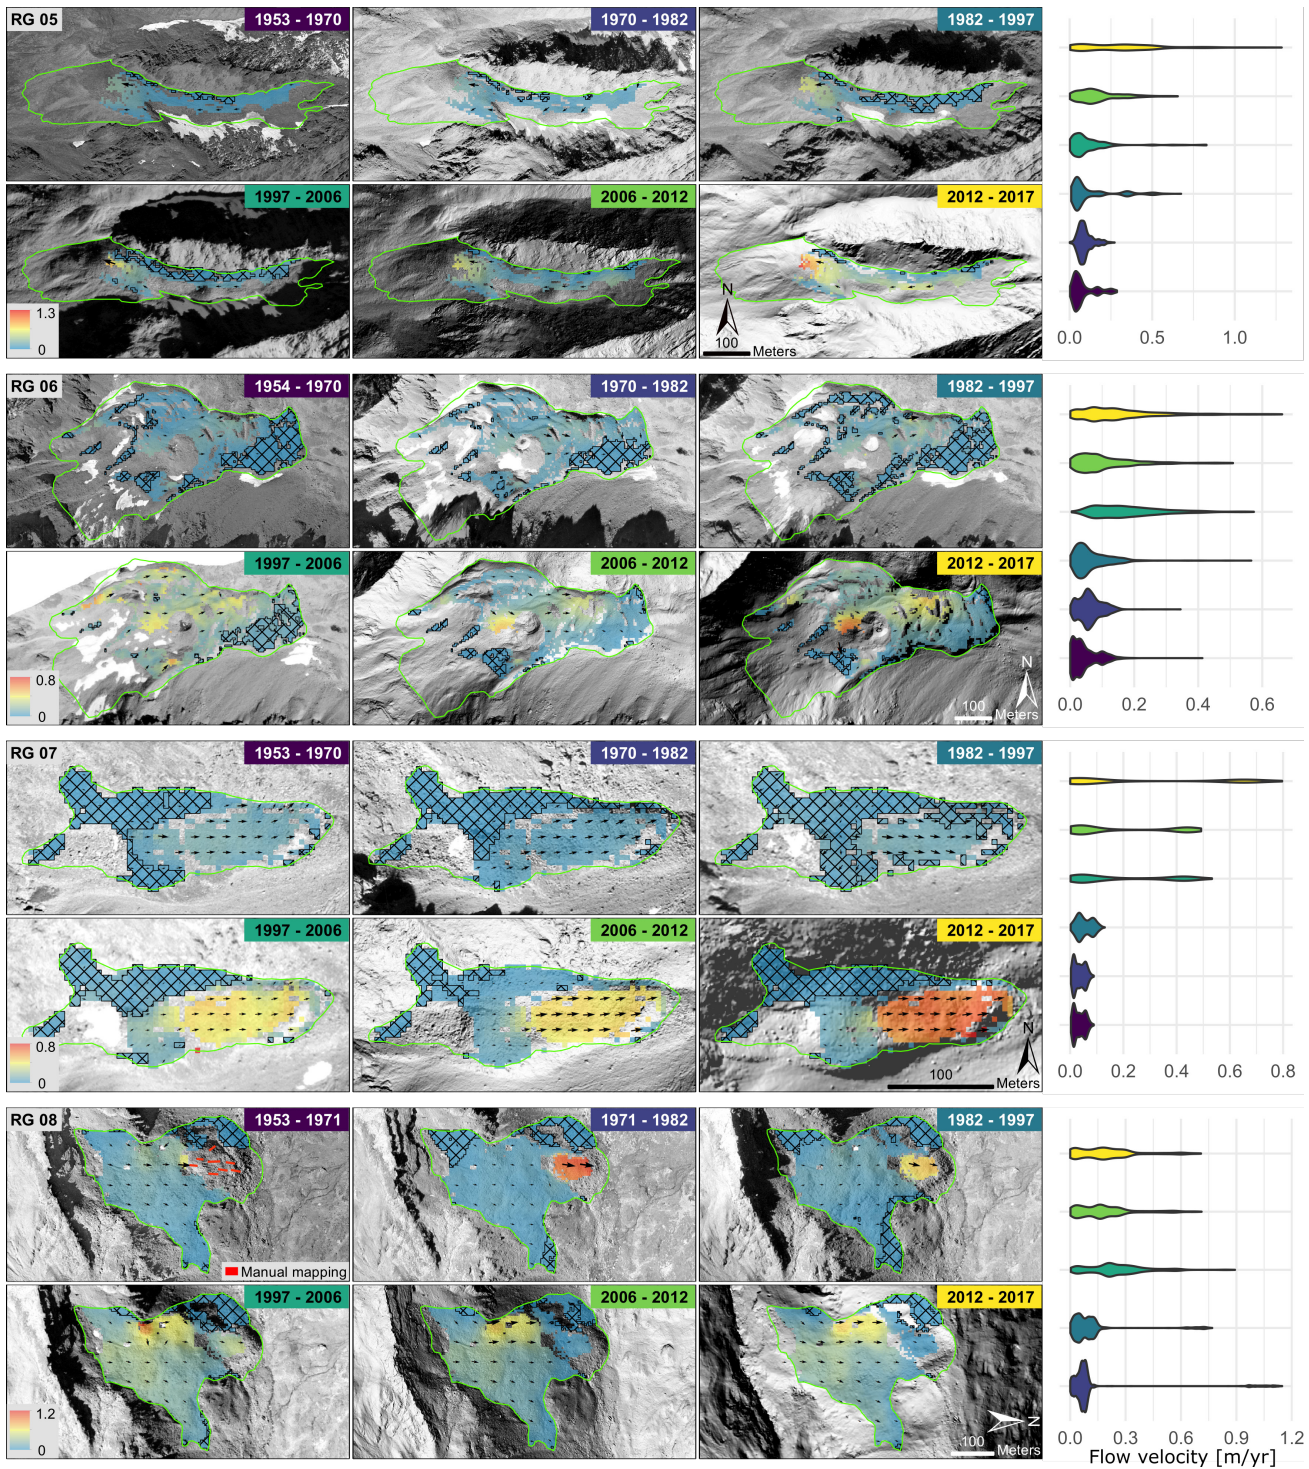 RG 05
1953 - 1970
1970 - 1982
1982 - 1997
1997 - 2006
2006 - 2012
2012 - 2017
1.3
0
N
100
Meters
0.0 0.5 1.0
RG 06
1954 - 1970
1970 - 1982
1982 - 1997
1997 - 2006
2006 - 2012
2012 - 2017
0.8
0
N
100
Meters
0.0 0.2 0.4 0.6
RG 07
1953 - 1970
1970 - 1982
1982 - 1997
1997 - 2006
2006 - 2012
2012 - 2017
0.8
0
N
100
Meters
0.0 0.2 0.4 0.6 0.8
RG 08
1953 - 1971
1971 - 1982
1982 - 1997
Manual mapping
1997 - 2006
2006 - 2012
2012 - 2017
1.2
0
N
100
Meters
0.0 0.3 0.6 0.9 1.2
Flow velocity [m/yr]